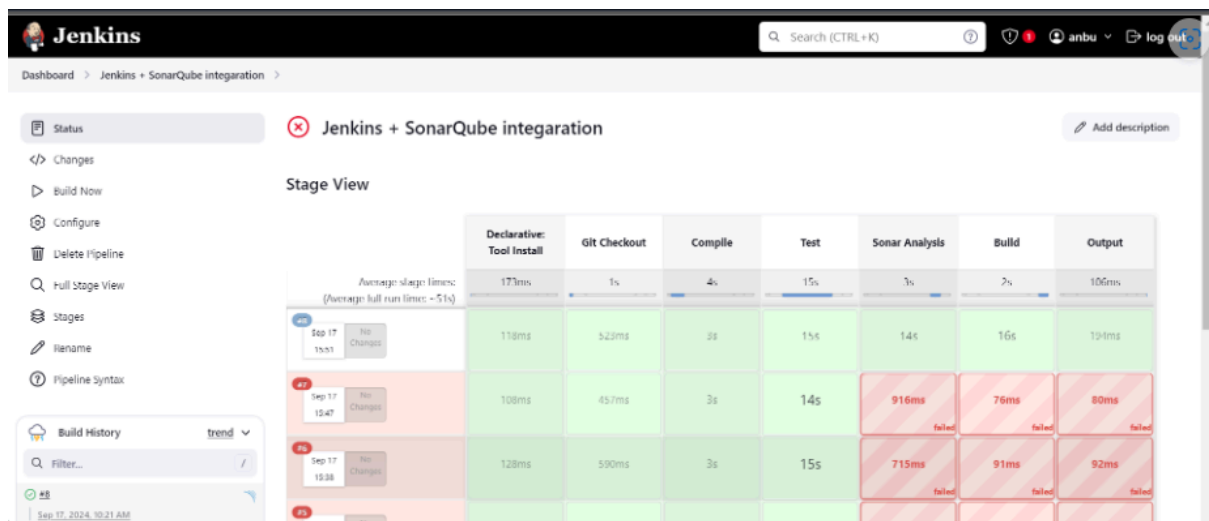 Jenkins
Search (CTRL+K)
1
anbu
log out
Dashboard > Jenkins + SonarQube integaration >
Status
Changes
Build Now
Configure
Delete Pipeline
Full Stage View
Stages
Rename
Pipeline Syntax
Build History
trend
Filter...
/
#8
Sep 17, 2024, 10:21 AM
Jenkins + SonarQube integaration
Add description
Stage View
Declarative: Tool Install Git Checkout Compile Test Sonar Analysis Build Output
Average stage times: 173ms 1s 4s 15s 3s 2s 106ms
(Average full run time: ~51s)
#8
Sep 17 No Changes
15:51
118ms 523ms 3s 15s 14s 16s 194ms
#7
Sep 17 No Changes
15:47
108ms 457ms 3s 14s 916ms 76ms 80ms
failed failed failed
#6
Sep 17 No Changes
15:38
128ms 590ms 3s 15s 715ms 91ms 92ms
failed failed failed
#5